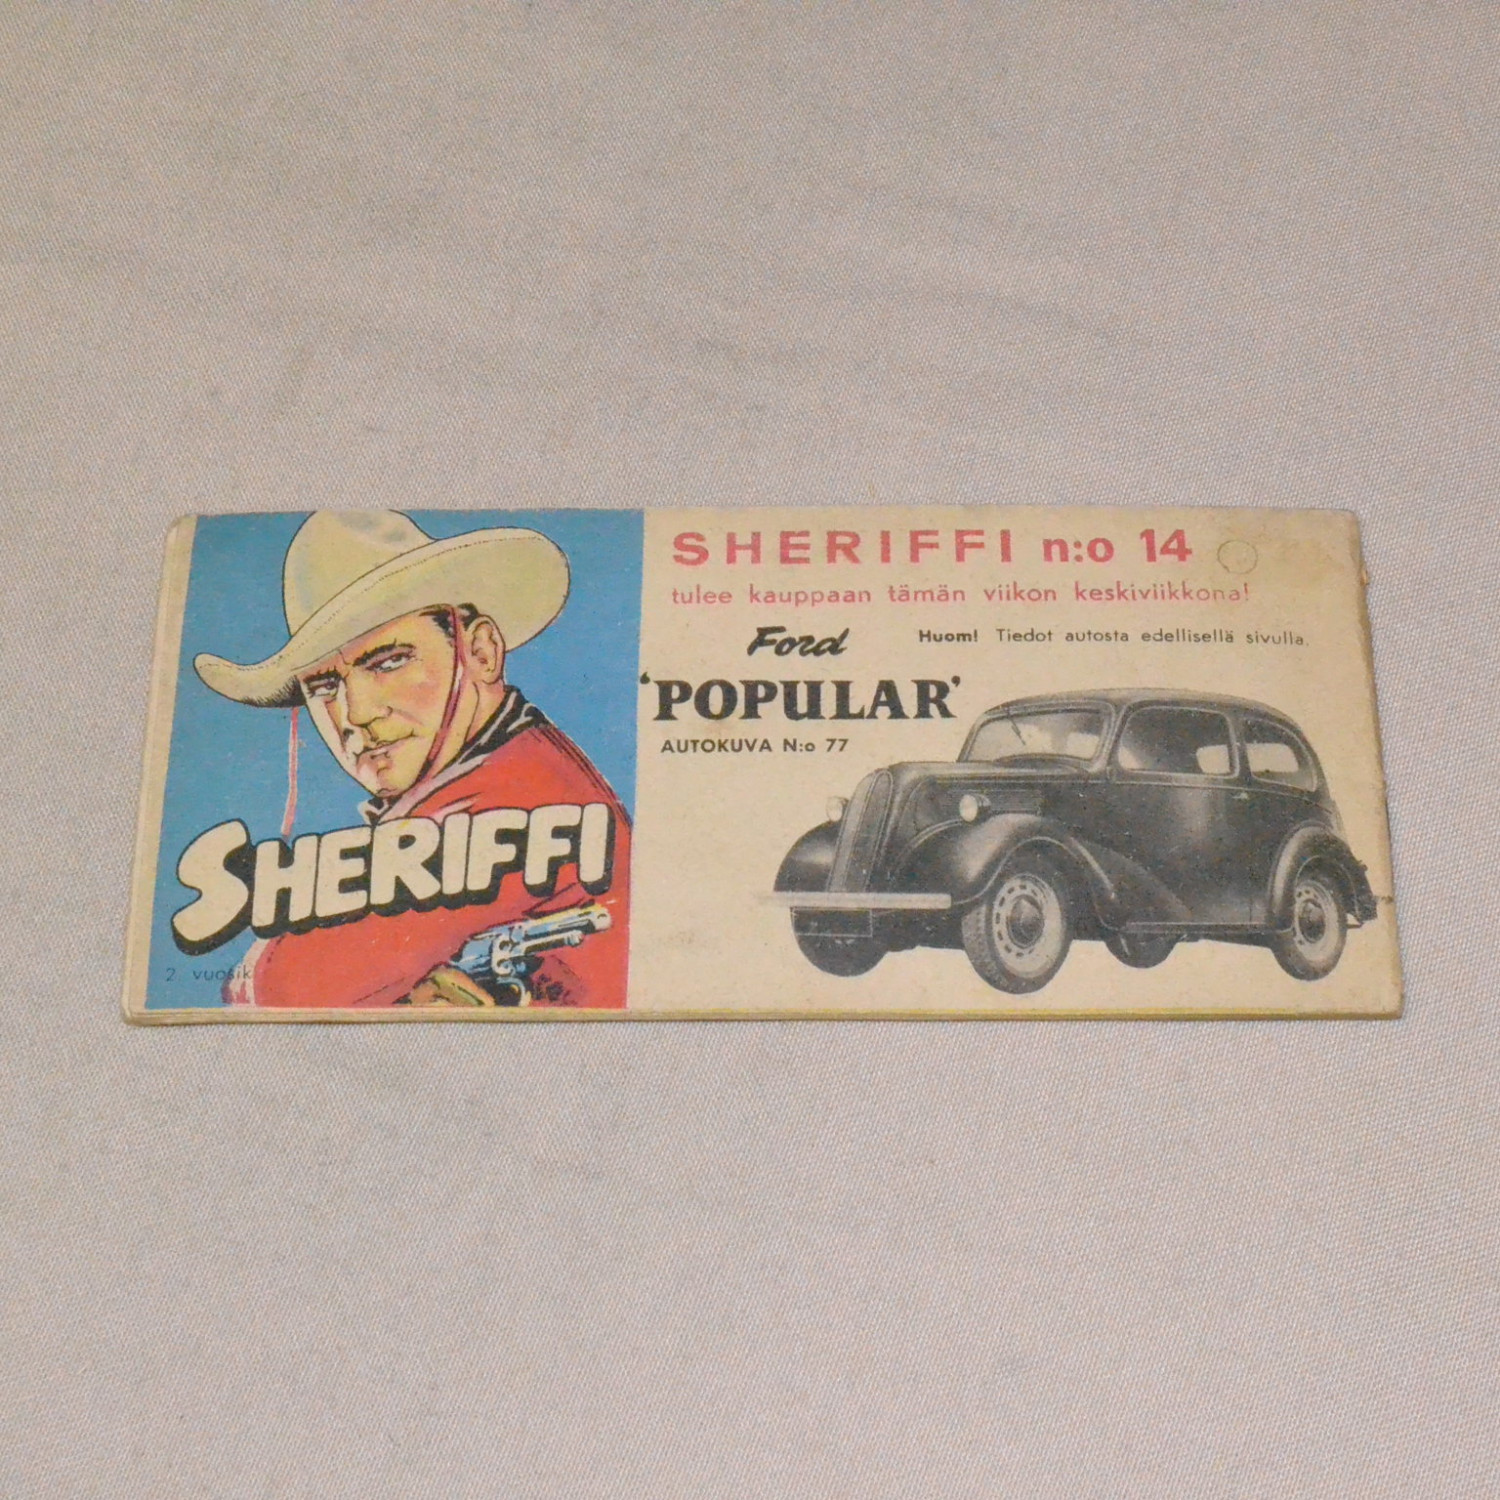 SHERIFFI
2 vuosik
SHERIFFI n:o 14
tulee kauppaan tämän viikon keskiviikkona!
Ford
Huom! Tiedot autosta edellisellä sivulla.
‘POPULAR’
AUTOKUVA N:o 77